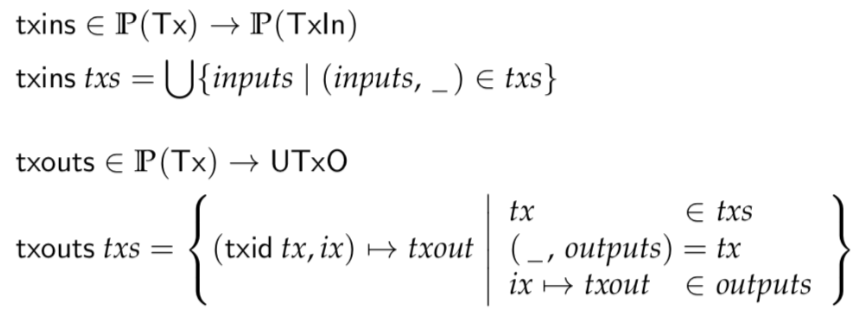 txins ∈ ℙ(Tx) → ℙ(TxIn)
txins txs = ⋃{inputs | (inputs, _) ∈ txs}
txouts ∈ ℙ(Tx) → UTxO
txouts txs = { (txid tx, ix) ↦ txout | tx ∈ txs
(_, outputs) = tx
ix ↦ txout ∈ outputs }